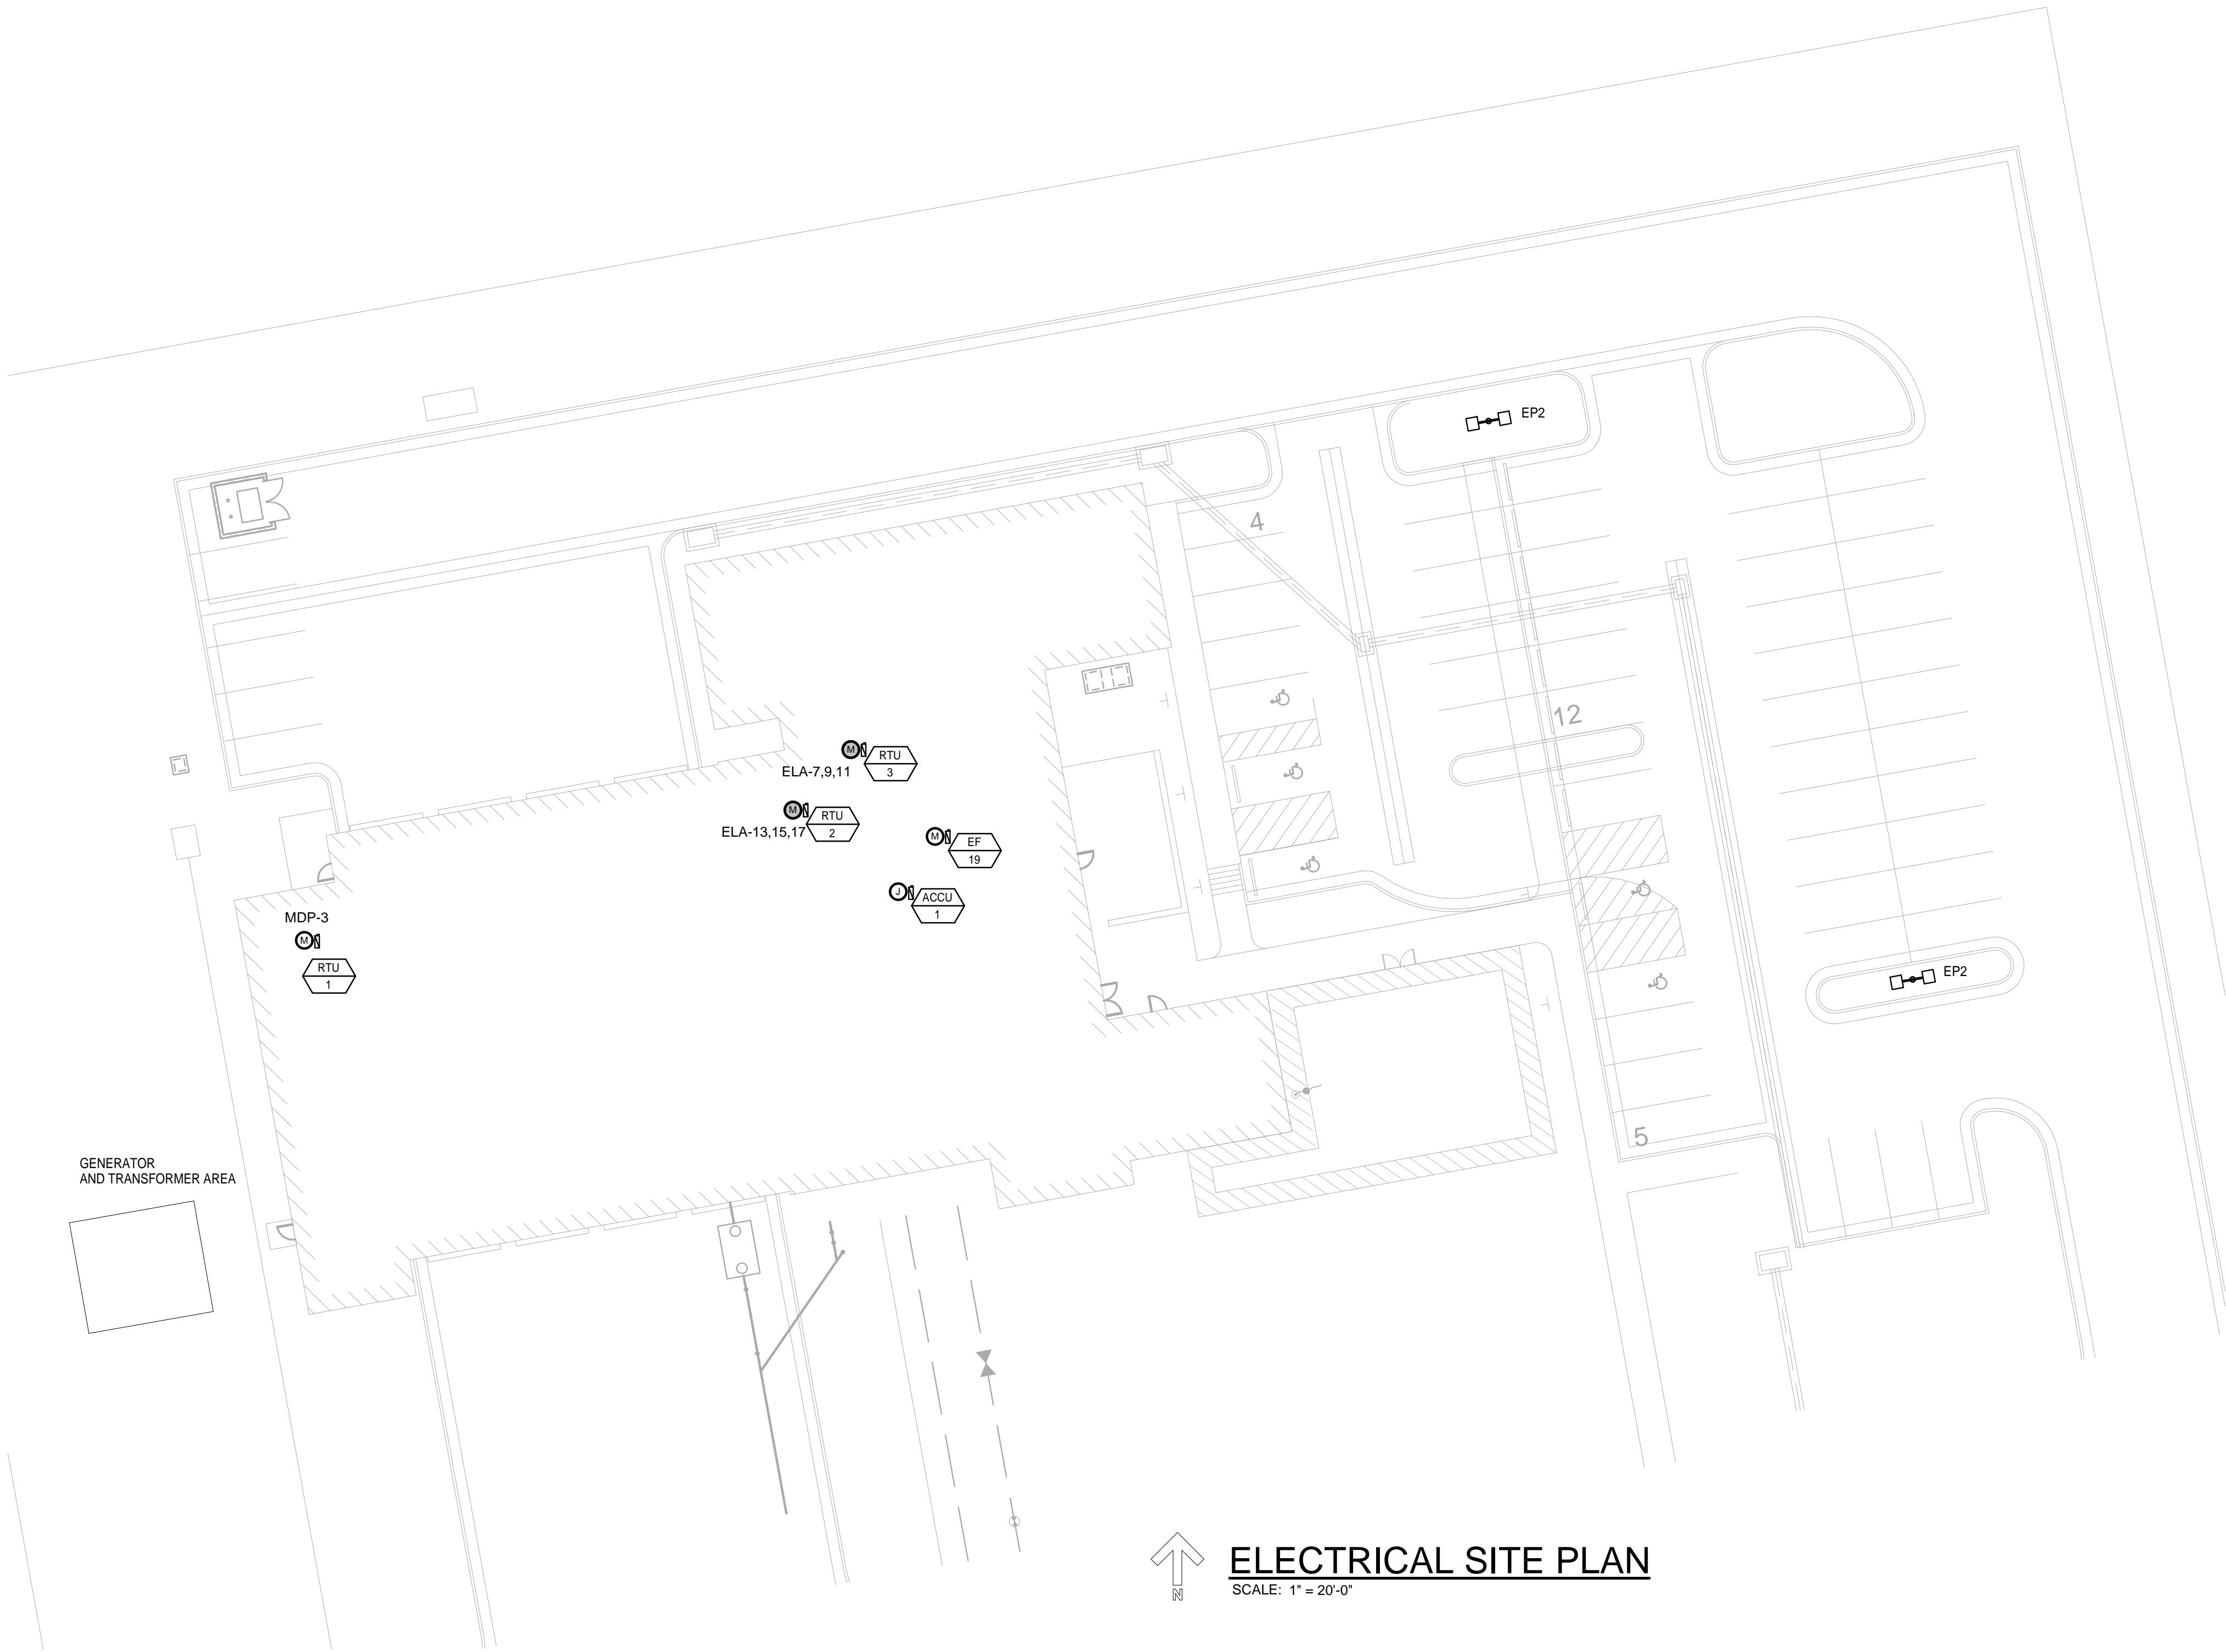 EP2
4
12
M
RTU
3
ELA-7,9,11
M
RTU
2
ELA-13,15,17
M
EF
19
J
ACCU
1
MDP-3
M
RTU
1
EP2
5
GENERATOR
AND TRANSFORMER AREA
N
ELECTRICAL SITE PLAN
SCALE: 1" = 20'-0"